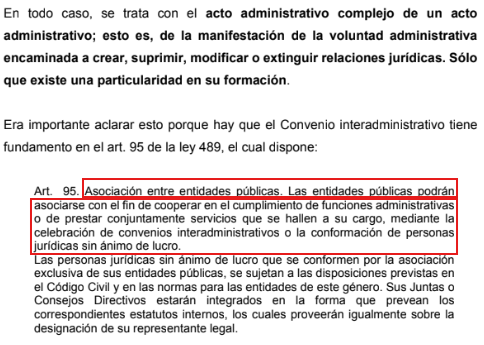 En todo caso, se trata con el acto administrativo complejo de un acto
administrativo; esto es, de la manifestación de la voluntad administrativa
encaminada a crear, suprimir, modificar o extinguir relaciones jurídicas. Sólo
que existe una particularidad en su formación.
Era importante aclarar esto porque hay que el Convenio interadministrativo tiene
fundamento en el art. 95 de la ley 489, el cual dispone:
Art. 95. Asociación entre entidades públicas. Las entidades públicas podrán
asociarse con el fin de cooperar en el cumplimiento de funciones administrativas
o de prestar conjuntamente servicios que se hallen a su cargo, mediante la
celebración de convenios interadministrativos o la conformación de personas
jurídicas sin ánimo de lucro.
Las personas jurídicas sin ánimo de lucro que se conformen por la asociación
exclusiva de sus entidades públicas, se sujetan a las disposiciones previstas en
el Código Civil y en las normas para las entidades de este género. Sus Juntas o
Consejos Directivos estarán integrados en la forma que prevean los
correspondientes estatutos internos, los cuales proveerán igualmente sobre la
designación de su representante legal.